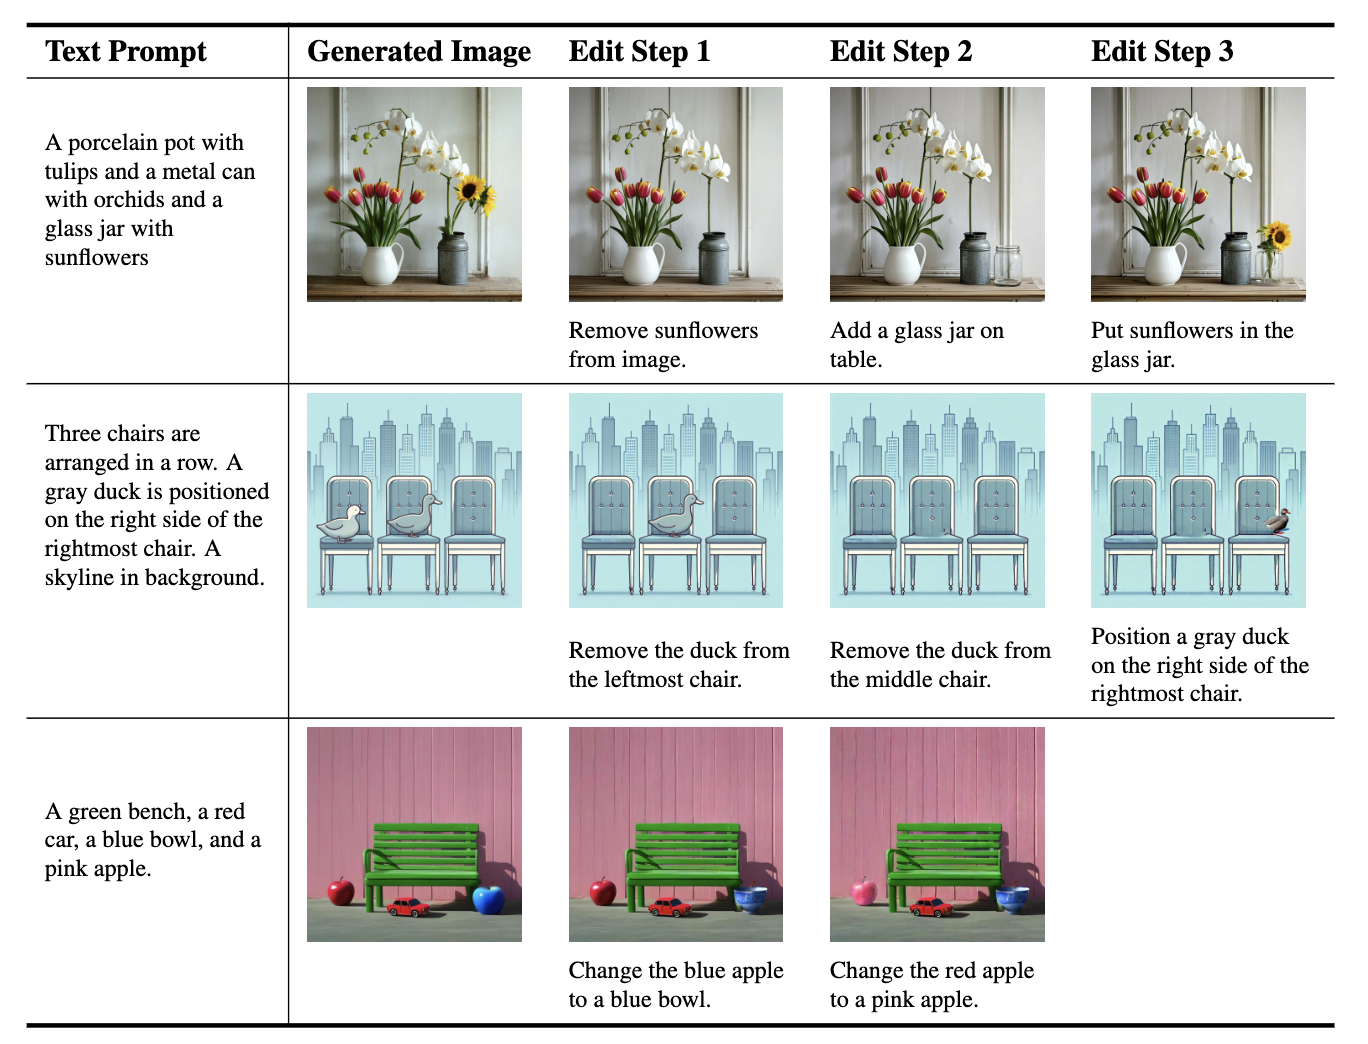 Text Prompt
Generated Image
Edit Step 1
Edit Step 2
Edit Step 3
A porcelain pot with
tulips and a metal can
with orchids and a
glass jar with
sunflowers
Remove sunflowers
from image.
Add a glass jar on
table.
Put sunflowers in the
glass jar.
Three chairs are
arranged in a row. A
gray duck is positioned
on the right side of the
rightmost chair. A
skyline in background.
Remove the duck from
the leftmost chair.
Remove the duck from
the middle chair.
Position a gray duck
on the right side of the
rightmost chair.
A green bench, a red
car, a blue bowl, and a
pink apple.
Change the blue apple
to a blue bowl.
Change the red apple
to a pink apple.